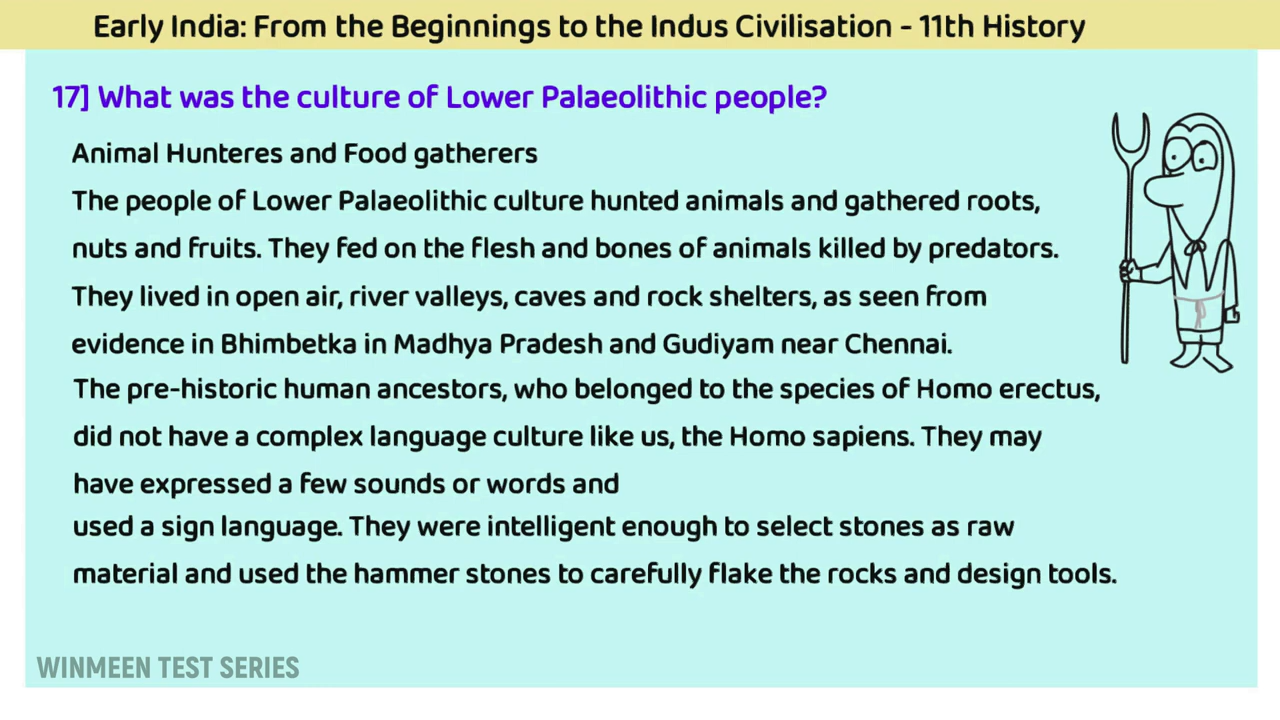 Early India: From the Beginnings to the Indus Civilisation - 11th History
17] What was the culture of Lower Palaeolithic people?
Animal Hunteres and Food gatherers
The people of Lower Palaeolithic culture hunted animals and gathered roots,
nuts and fruits. They fed on the flesh and bones of animals killed by predators.
They lived in open air, river valleys, caves and rock shelters, as seen from
evidence in Bhimbetka in Madhya Pradesh and Gudiyam near Chennai.
The pre-historic human ancestors, who belonged to the species of Homo erectus,
did not have a complex language culture like us, the Homo sapiens. They may
have expressed a few sounds or words and
used a sign language. They were intelligent enough to select stones as raw
material and used the hammer stones to carefully flake the rocks and design tools.
WINMEEN TEST SERIES